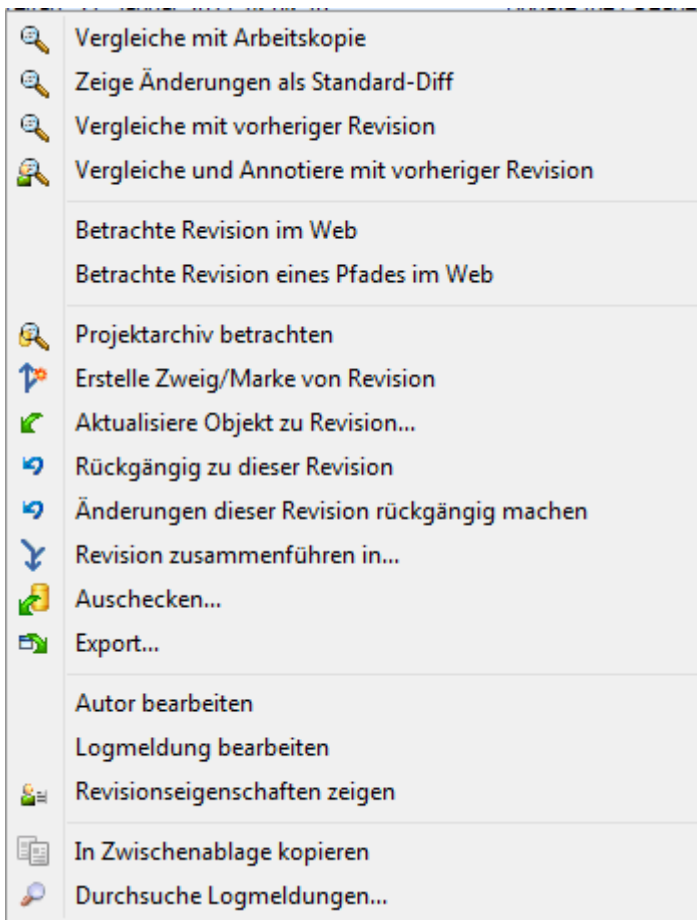 Vergleiche mit Arbeitskopie
Zeige Änderungen als Standard-Diff
Vergleiche mit vorheriger Revision
Vergleiche und Annotiere mit vorheriger Revision
Betrachte Revision im Web
Betrachte Revision eines Pfades im Web
Projektarchiv betrachten
Erstelle Zweig/Marke von Revision
Aktualisiere Objekt zu Revision...
Rückgängig zu dieser Revision
Änderungen dieser Revision rückgängig machen
Revision zusammenführen in...
Auschecken...
Export...
Autor bearbeiten
Logmeldung bearbeiten
Revisionseigenschaften zeigen
In Zwischenablage kopieren
Durchsuche Logmeldungen...